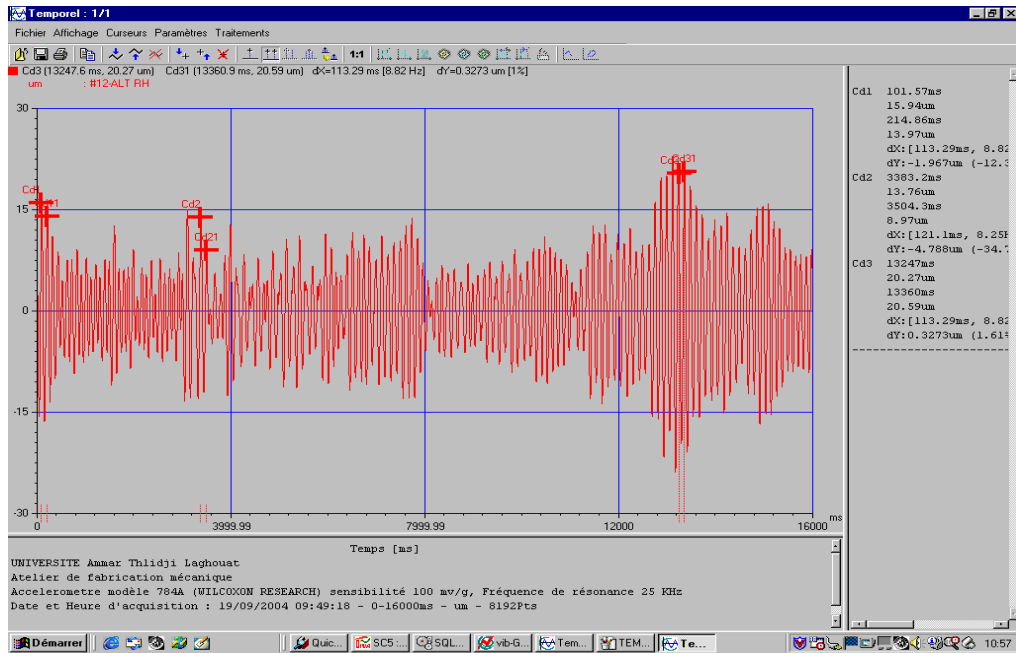 Temporel : 1/1
Fichier Affichage Curseurs Paramètres Traitements
1:1
Cd3 (13247.6 ms, 20.27 um) Cd31 (13360.9 ms, 20.59 um) dX=113.29 ms [8.82 Hz] dY=0.3273 um [1%]
um : #12-ALT RH
30
15
0
-15
-30
Cd2
Cd21
0 3999.99 7999.99 12000 16000 ms
Cd1 101.57ms
15.94um
214.86ms
13.97um
dX:[113.29ms, 8.82
dY:-1.967um (-12.3
Cd2 3383.2ms
13.76um
3504.3ms
8.97um
dX:[121.1ms, 8.25H
dY:-4.788um (-34.7
Cd3 13247ms
20.27um
13360ms
20.59um
dX:[113.29ms, 8.82
dY:0.3273um (1.61%
Temps [ms]
UNIVERSITE Ammar Thlidji Laghouat
Atelier de fabrication mécanique
Accelerometre modèle 784A (WILCOXON RESEARCH) sensibilité 100 mv/g, Fréquence de résonance 25 KHz
Date et Heure d'acquisition : 19/09/2004 09:49:18 - 0-16000ms - um - 8192Pts
Démarrer Quic... SC5 :... SQL... vib-G... Tem... TEM... Te... 10:57